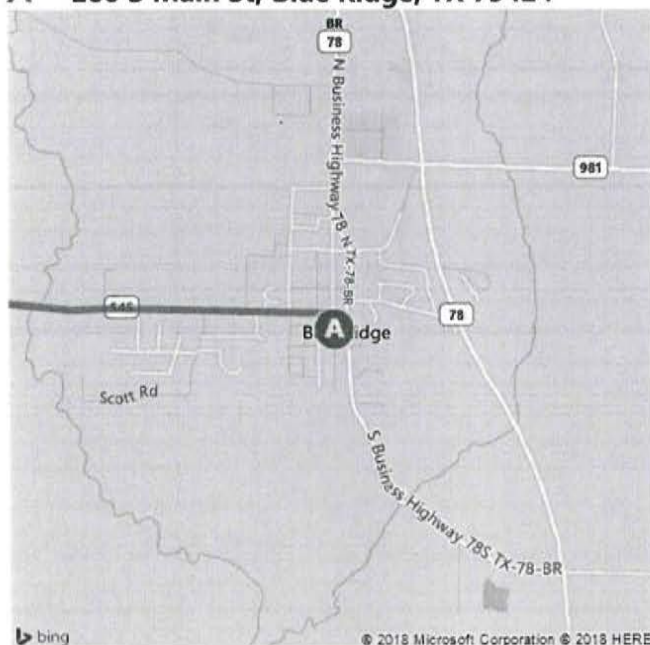 BR
78
N Business Highway 78 N TX-78-BR
981
545
78
A
B idge
Scott Rd
S Business Highway 78S TX-78-BR
bing
© 2018 Microsoft Corporation © 2018 HERE